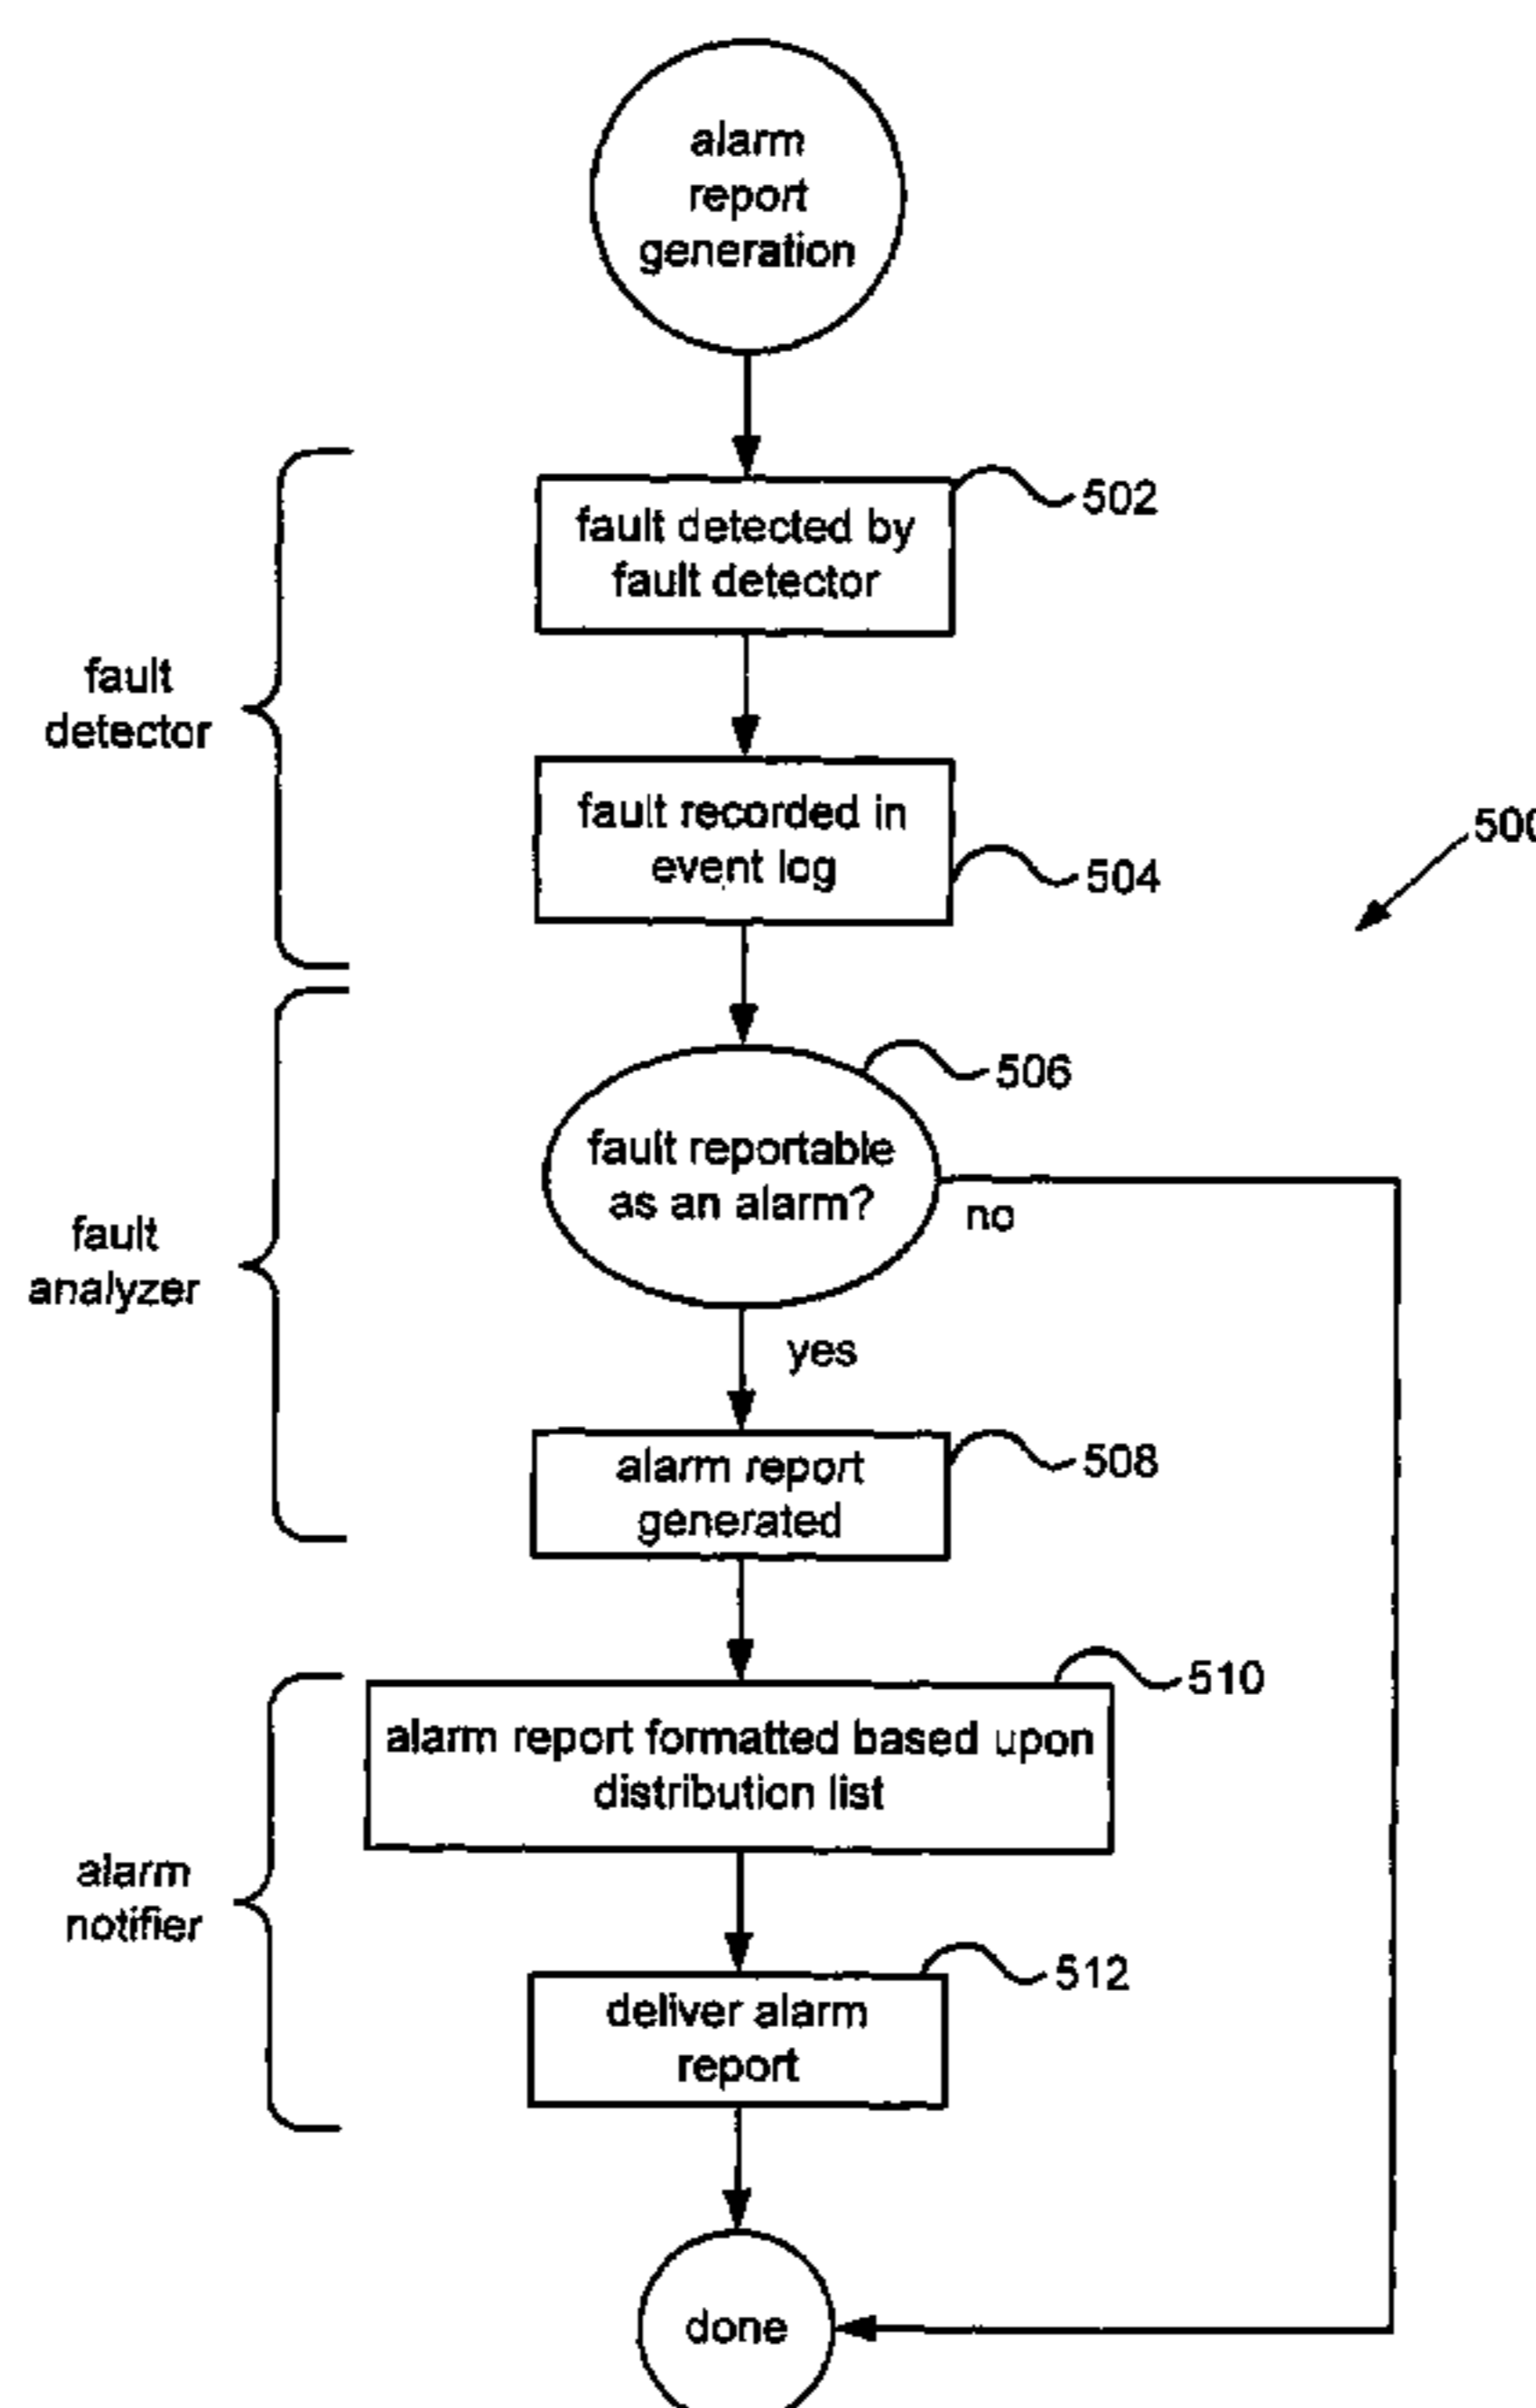 alarm
report
generation
502
fault detected by
fault detector
fault
detector
fault recorded in
event log
504
500
506
fault reportable
as an alarm?
no
fault
analyzer
yes
508
alarm report
generated
510
alarm report formatted based upon
distribution list
alarm
notifier
512
deliver alarm
report
done